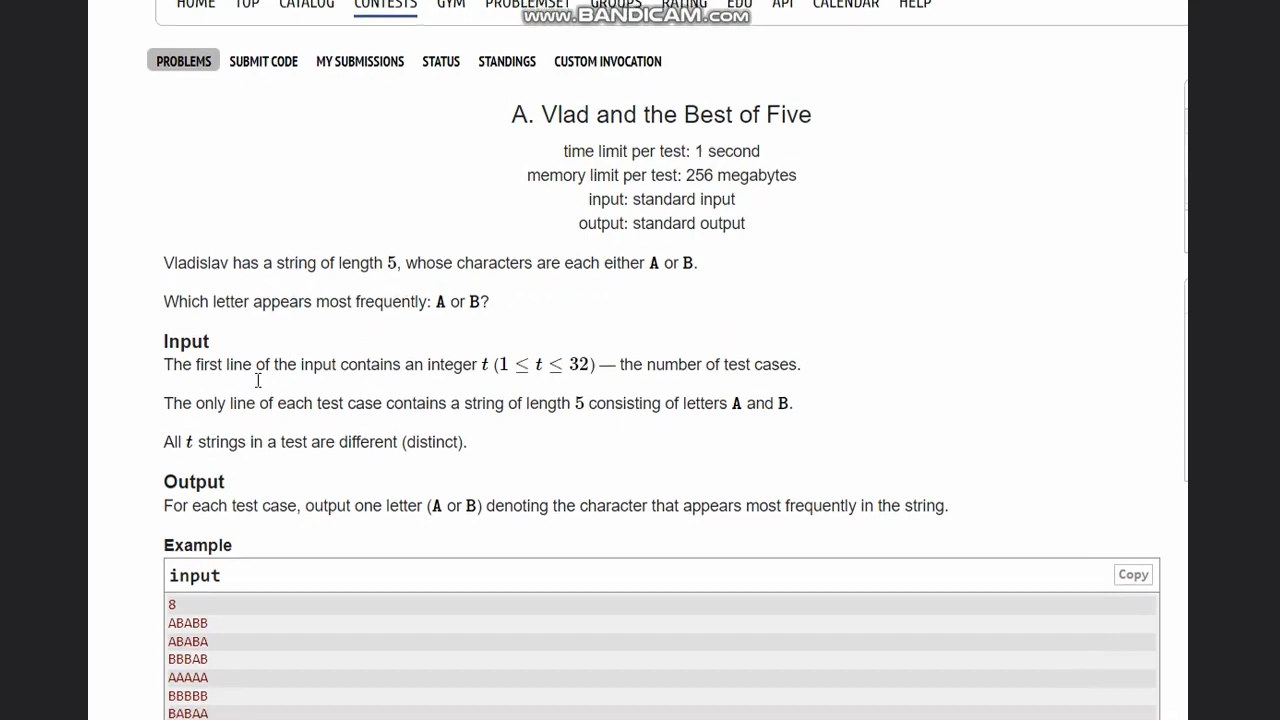 HOME TOP CATALOG CONTESTS GYM PROBLEMSET GROUPS RATING EDU API CALENDAR HELP
www.BANDICAM.com
PROBLEMS SUBMIT CODE MY SUBMISSIONS STATUS STANDINGS CUSTOM INVOCATION
A. Vlad and the Best of Five
time limit per test: 1 second
memory limit per test: 256 megabytes
input: standard input
output: standard output
Vladislav has a string of length 5, whose characters are each either A or B.
Which letter appears most frequently: A or B?
Input
The first line of the input contains an integer t (1 ≤ t ≤ 32) — the number of test cases.
The only line of each test case contains a string of length 5 consisting of letters A and B.
All t strings in a test are different (distinct).
Output
For each test case, output one letter (A or B) denoting the character that appears most frequently in the string.
Example
input Copy
8
ABABB
ABABA
BBBAB
AAAAA
BBBBB
BABAA